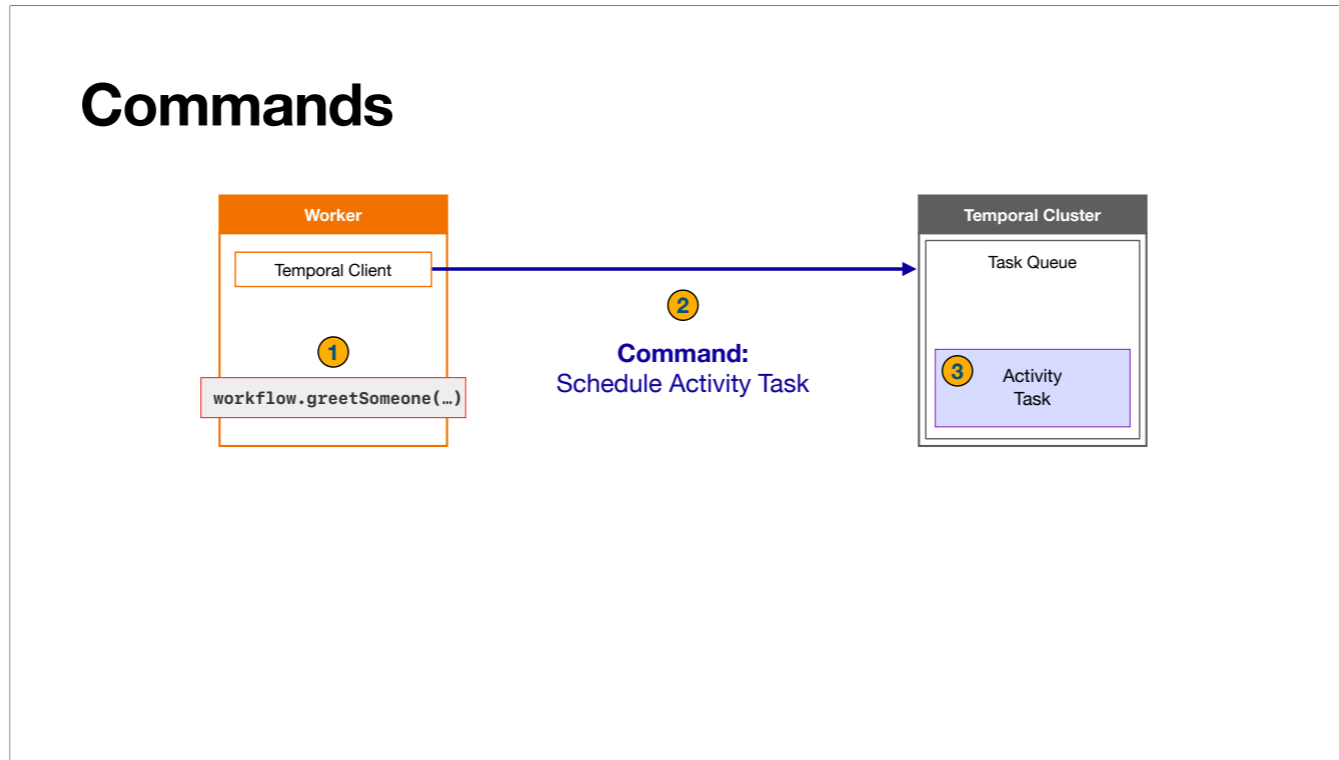 Commands
Worker
Temporal Client
1
workflow.greetSomeone(…)
2
Command:
Schedule Activity Task
Temporal Cluster
Task Queue
3
Activity
Task